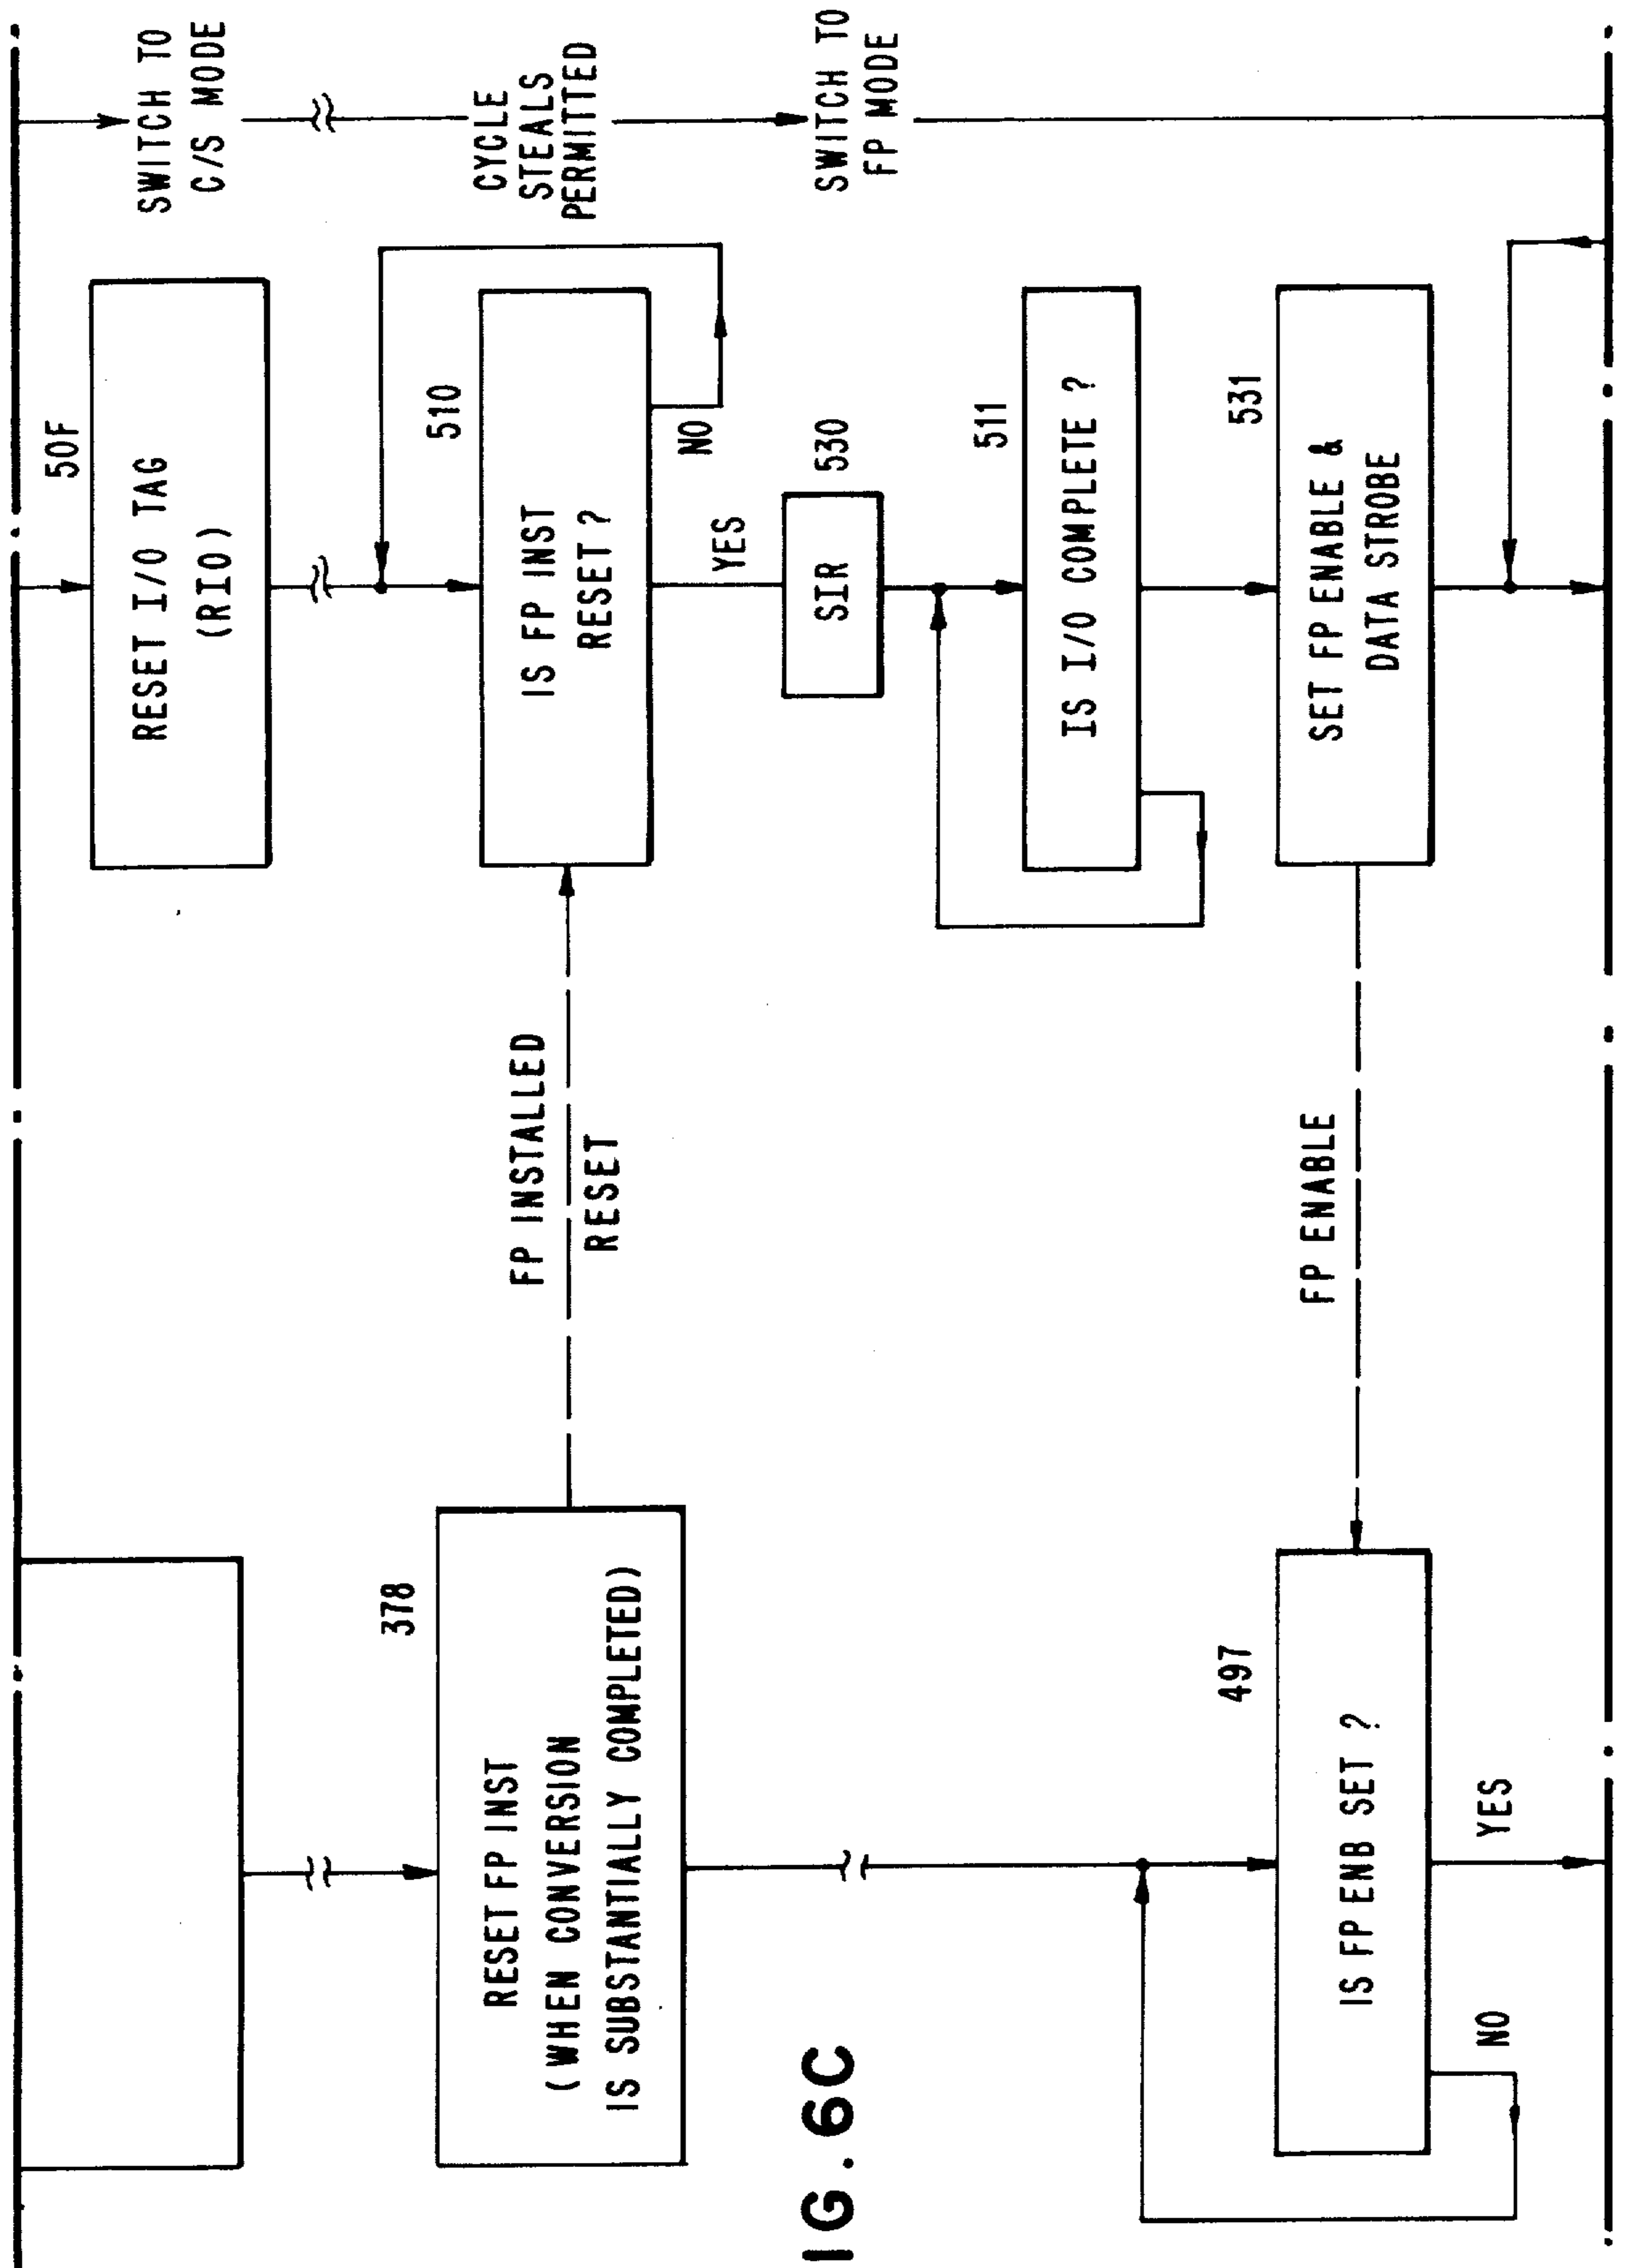 50F
RESET I/O TAG
(RIO)
SWITCH TO
C/S MODE
378
RESET FP INST
(WHEN CONVERSION
IS SUBSTANTIALLY COMPLETED)
FP INSTALLED
RESET
510
IS FP INST
RESET ?
NO
YES
CYCLE
STEALS
PERMITTED
530
SIR
SWITCH TO
FP MODE
IG. 6C
511
IS I/O COMPLETE ?
497
IS FP ENB SET ?
NO
YES
FP ENABLE
531
SET FP ENABLE &
DATA STROBE